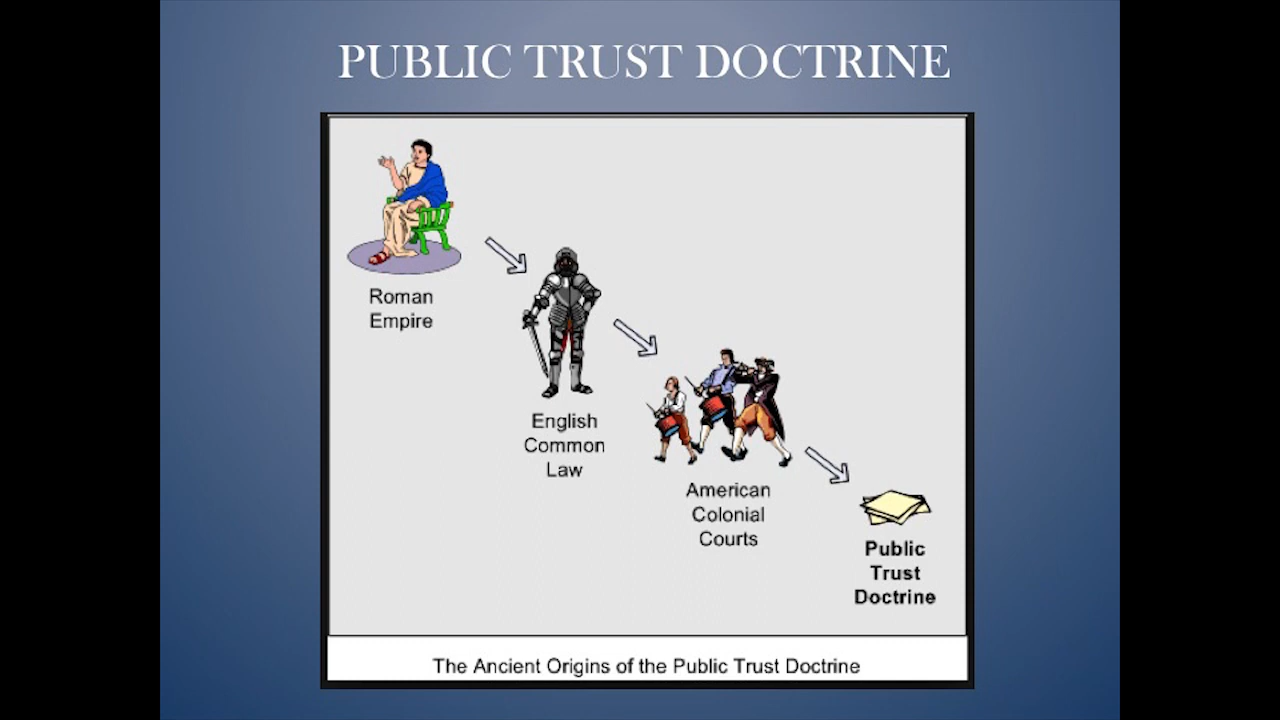 PUBLIC TRUST DOCTRINE
Roman
Empire
English
Common
Law
American
Colonial
Courts
Public
Trust
Doctrine
The Ancient Origins of the Public Trust Doctrine